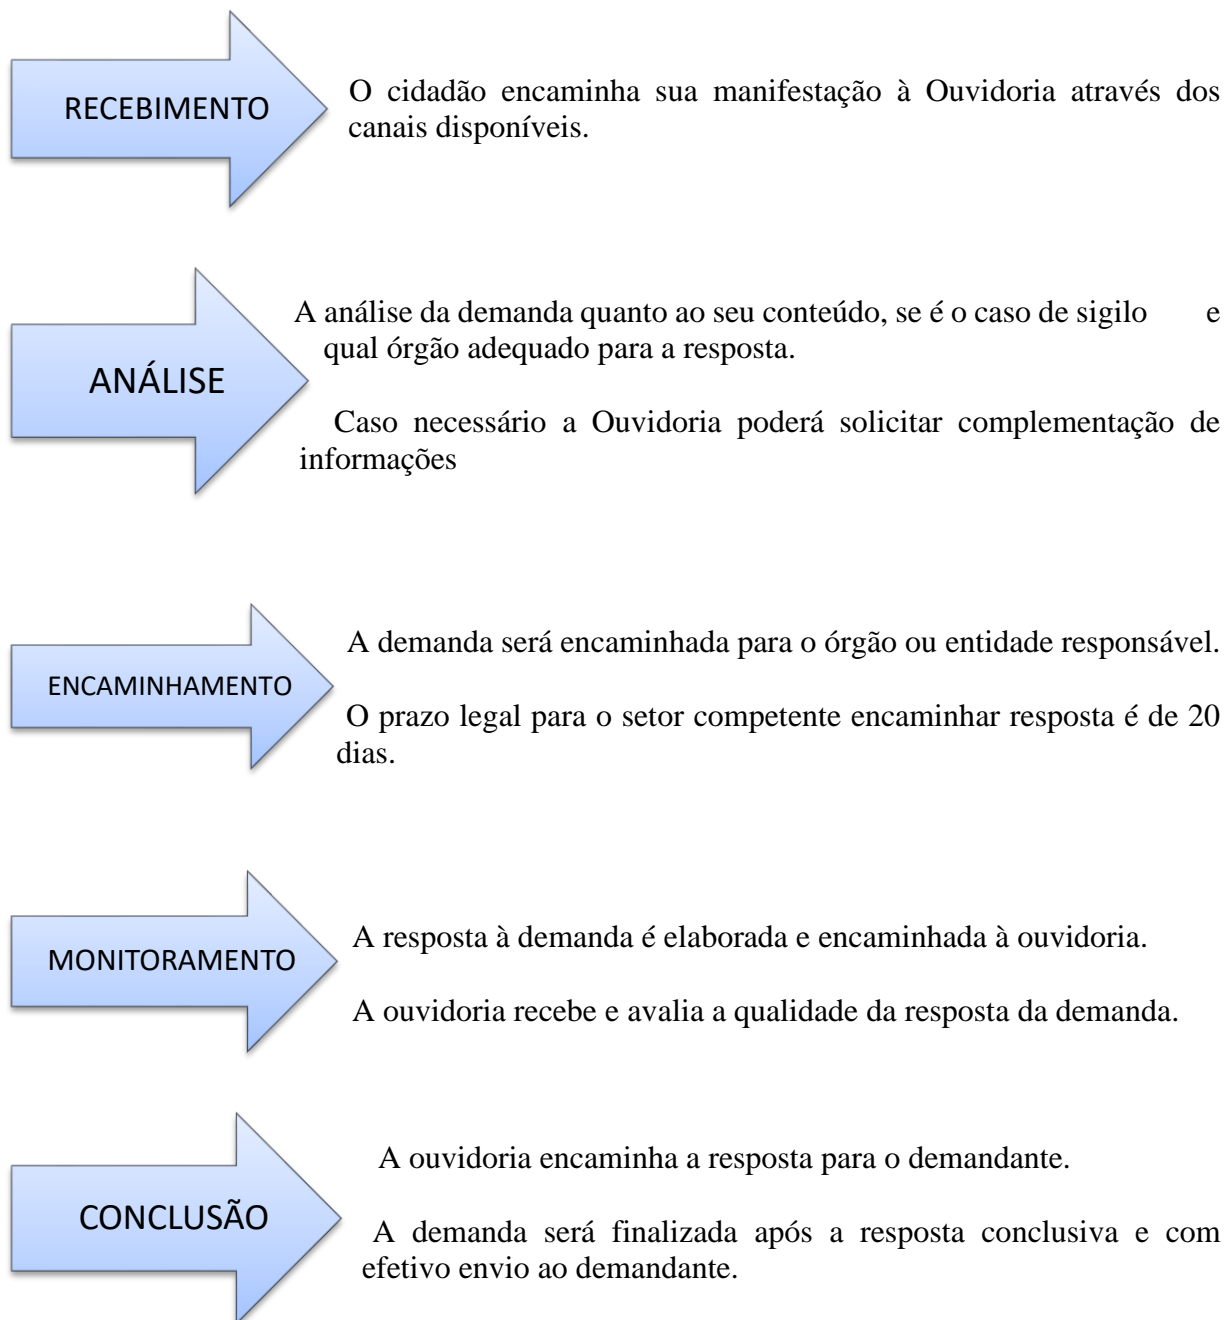 RECEBIMENTO
O cidadão encaminha sua manifestação à Ouvidoria através dos
canais disponíveis.
ANÁLISE
A análise da demanda quanto ao seu conteúdo, se é o caso de sigilo e
qual órgão adequado para a resposta.
Caso necessário a Ouvidoria poderá solicitar complementação de
informações
ENCAMINHAMENTO
A demanda será encaminhada para o órgão ou entidade responsável.
O prazo legal para o setor competente encaminhar resposta é de 20
dias.
MONITORAMENTO
A resposta à demanda é elaborada e encaminhada à ouvidoria.
A ouvidoria recebe e avalia a qualidade da resposta da demanda.
CONCLUSÃO
A ouvidoria encaminha a resposta para o demandante.
A demanda será finalizada após a resposta conclusiva e com
efetivo envio ao demandante.